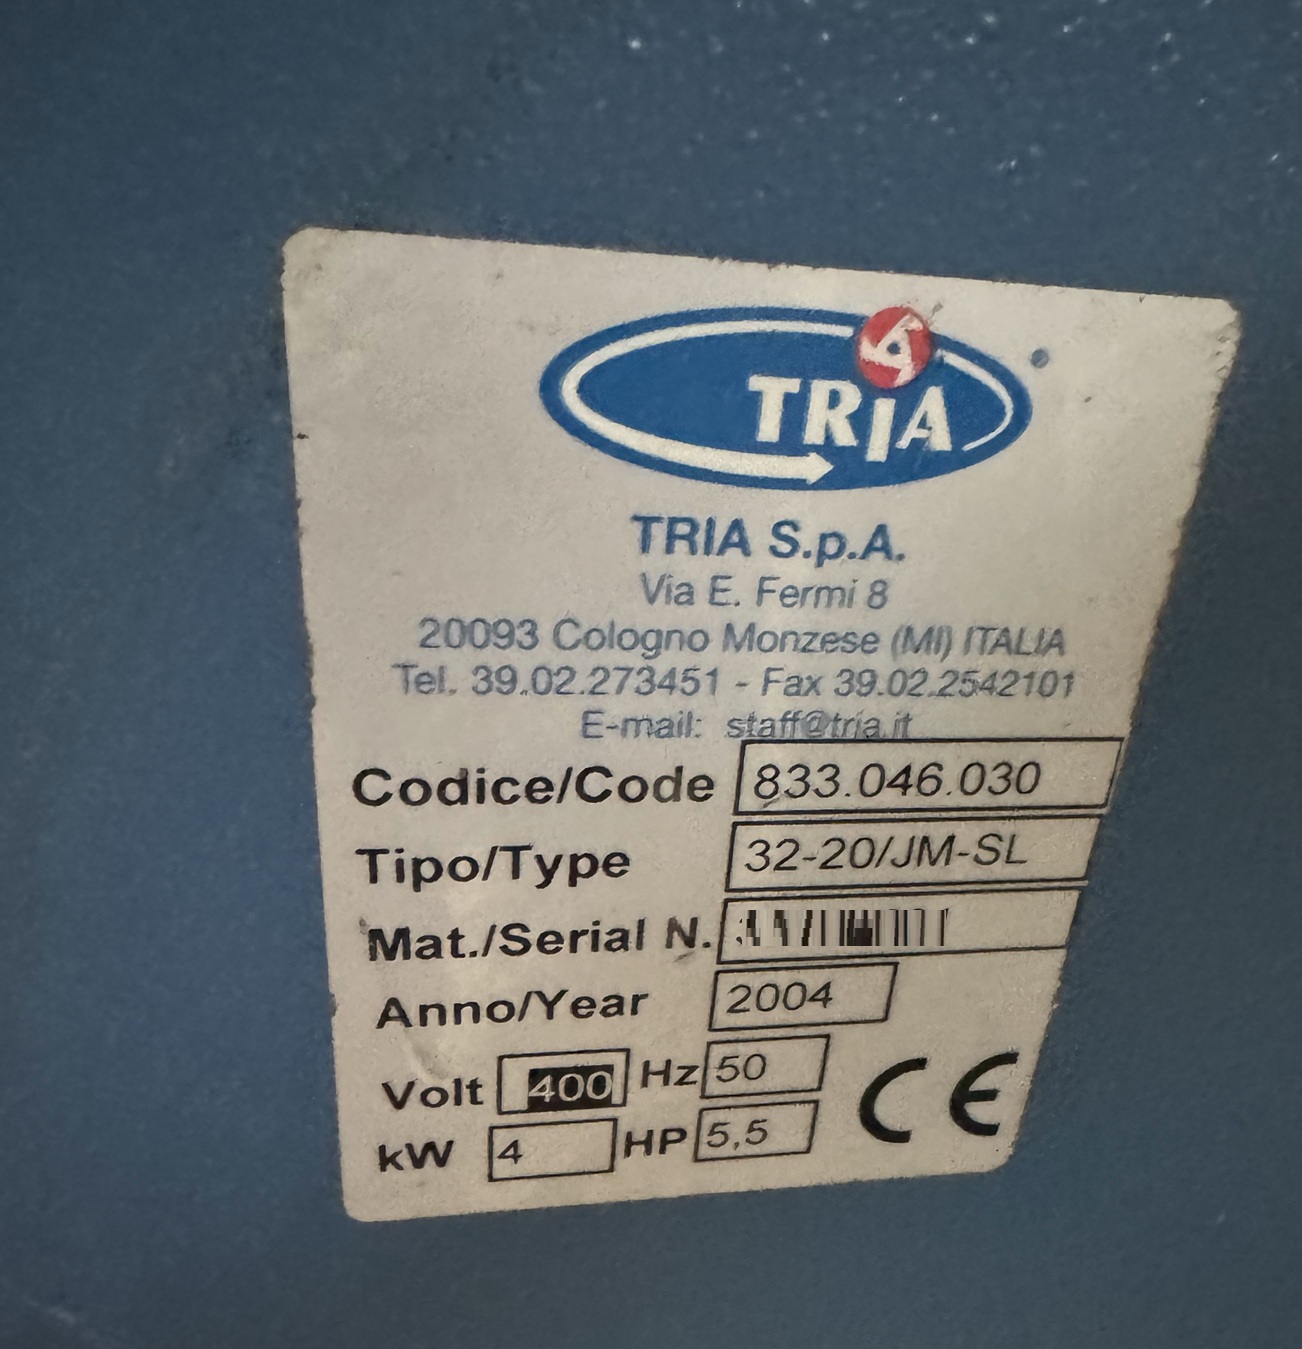 TRIA
TRIA S.p.A.
Via E. Fermi 8
20093 Cologno Monzese (MI) ITALIA
Tel. 39.02.273451 - Fax 39.02.2542101
E-mail: staff@tria.it
Codice/Code 833.046.030
Tipo/Type 32-20/JM-SL
Mat./Serial N.
Anno/Year 2004
Volt 400 Hz 50
kW 4 HP 5,5
CE